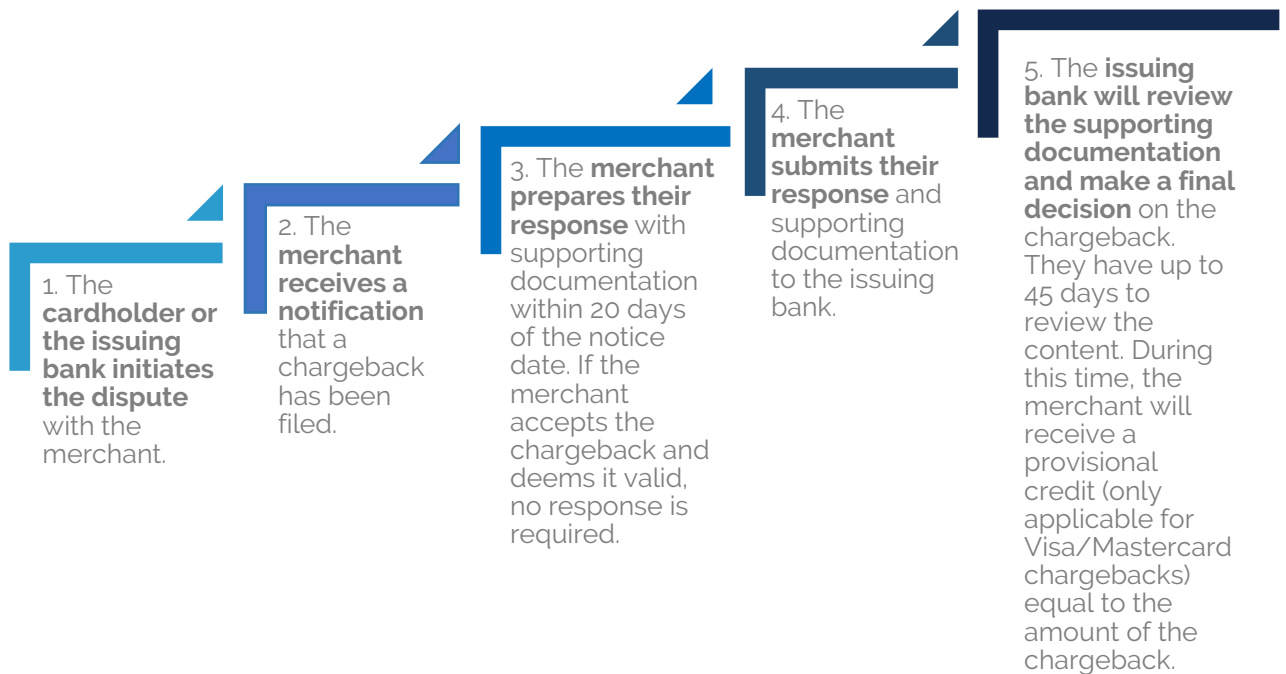 1. The
cardholder or
the issuing
bank initiates
the dispute
with the
merchant.
2. The
merchant
receives a
notification
that a
chargeback
has been
filed.
3. The merchant
prepares their
response with
supporting
documentation
within 20 days
of the notice
date. If the
merchant
accepts the
chargeback and
deems it valid,
no response is
required.
4. The
merchant
submits their
response and
supporting
documentation
to the issuing
bank.
5. The issuing
bank will review
the supporting
documentation
and make a final
decision on the
chargeback.
They have up to
45 days to
review the
content. During
this time, the
merchant will
receive a
provisional
credit (only
applicable for
Visa/Mastercard
chargebacks)
equal to the
amount of the
chargeback.